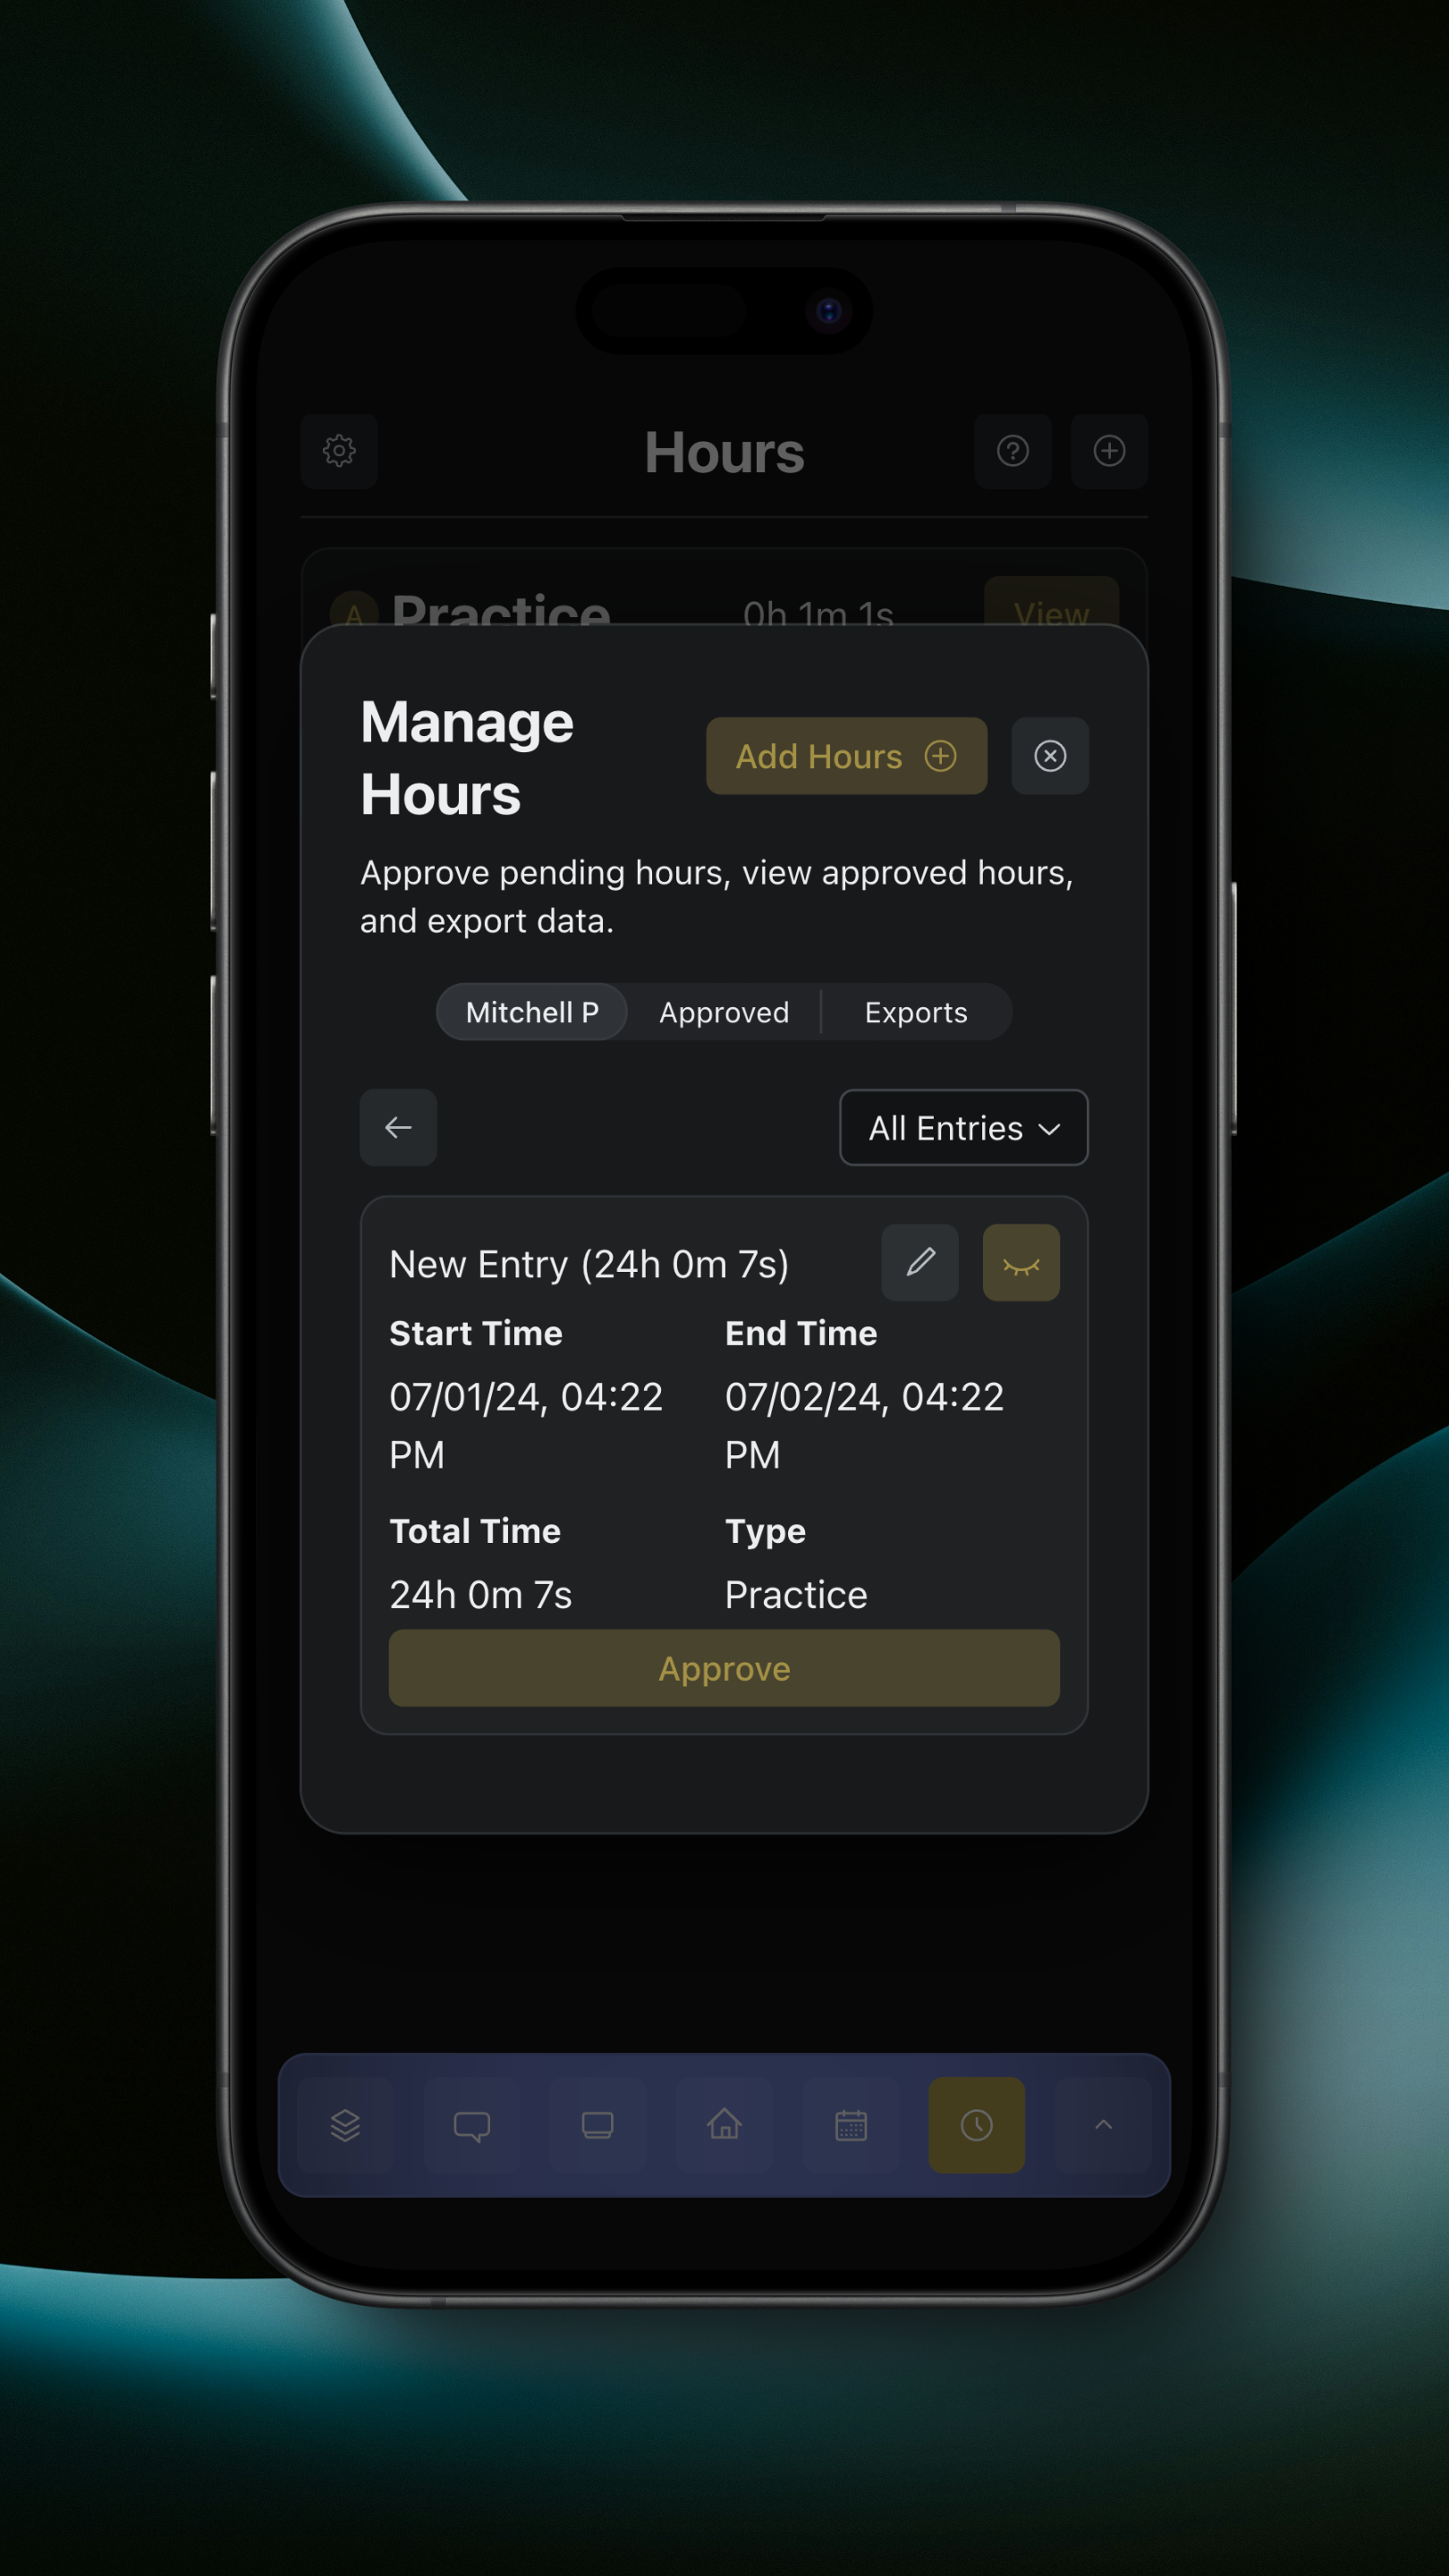 Hours
A Practice 0h 1m 1s View
Manage
Hours
Add Hours
Approve pending hours, view approved hours,
and export data.
Mitchell P Approved Exports
All Entries
New Entry (24h 0m 7s)
Start Time End Time
07/01/24, 04:22 07/02/24, 04:22
PM PM
Total Time Type
24h 0m 7s Practice
Approve